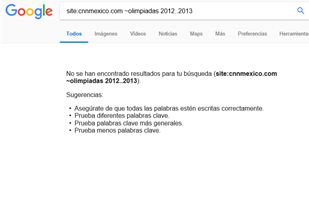 Google
site:cnnmexico.com ~olimpiadas 2012..2013
Todos Imágenes Vídeos Noticias Maps Más Preferencias Herramientas
No se han encontrado resultados para tu búsqueda (site:cnnmexico.com
~olimpiadas 2012..2013).
Sugerencias:
• Asegúrate de que todas las palabras estén escritas correctamente.
• Prueba diferentes palabras clave.
• Prueba palabras clave más generales.
• Prueba menos palabras clave.